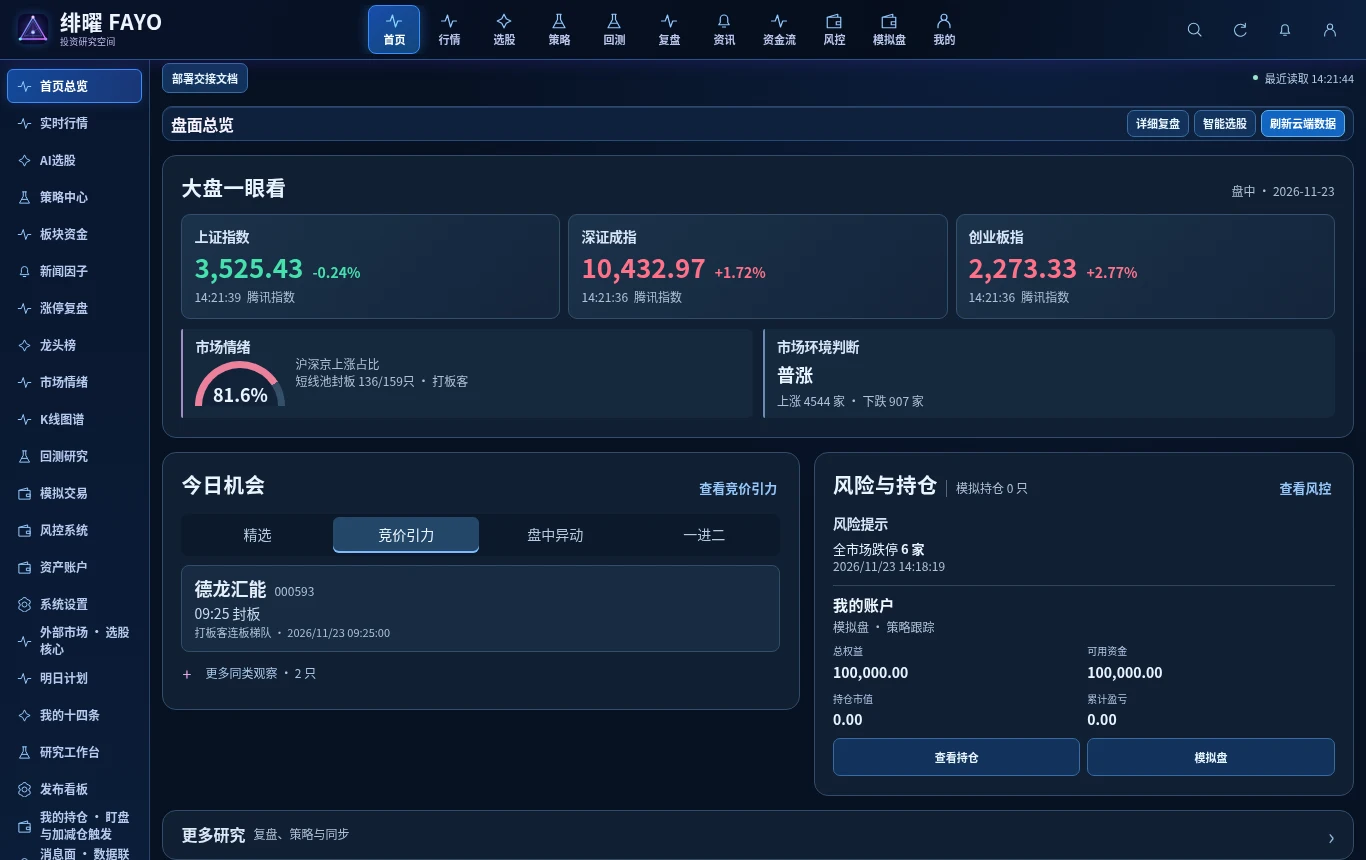 绯曜 FAYO
投资研究空间
首页
行情
选股
策略
回测
复盘
资讯
资金流
风控
模拟盘
我的
首页总览
实时行情
AI选股
策略中心
板块资金
新闻因子
涨停复盘
龙头榜
市场情绪
K线图谱
回测研究
模拟交易
风控系统
资产账户
系统设置
外部市场 · 选股
核心
明日计划
我的十四条
研究工作台
发布看板
我的持仓 · 盯盘
与加减仓触发
消息面 · 数据联
部署交接文档
最近读取 14:21:44
盘面总览
详细复盘
智能选股
刷新云端数据
大盘一眼看
盘中 · 2026-11-23
上证指数
3,525.43 -0.24%
14:21:39 腾讯指数
深证成指
10,432.97 +1.72%
14:21:36 腾讯指数
创业板指
2,273.33 +2.77%
14:21:36 腾讯指数
市场情绪
81.6%
沪深京上涨占比
短线池封板 136/159只 · 打板客
市场环境判断
普涨
上涨 4544 家 · 下跌 907 家
今日机会
查看竞价引力
精选
竞价引力
盘中异动
一进二
德龙汇能 000593
09:25 封板
打板客连板梯队 · 2026/11/23 09:25:00
+ 更多同类观察 · 2 只
风险与持仓 模拟持仓 0 只
查看风控
风险提示
全市场跌停 6 家
2026/11/23 14:18:19
我的账户
模拟盘 · 策略跟踪
总权益
100,000.00
可用资金
100,000.00
持仓市值
0.00
累计盈亏
0.00
查看持仓
模拟盘
更多研究 复盘、策略与同步